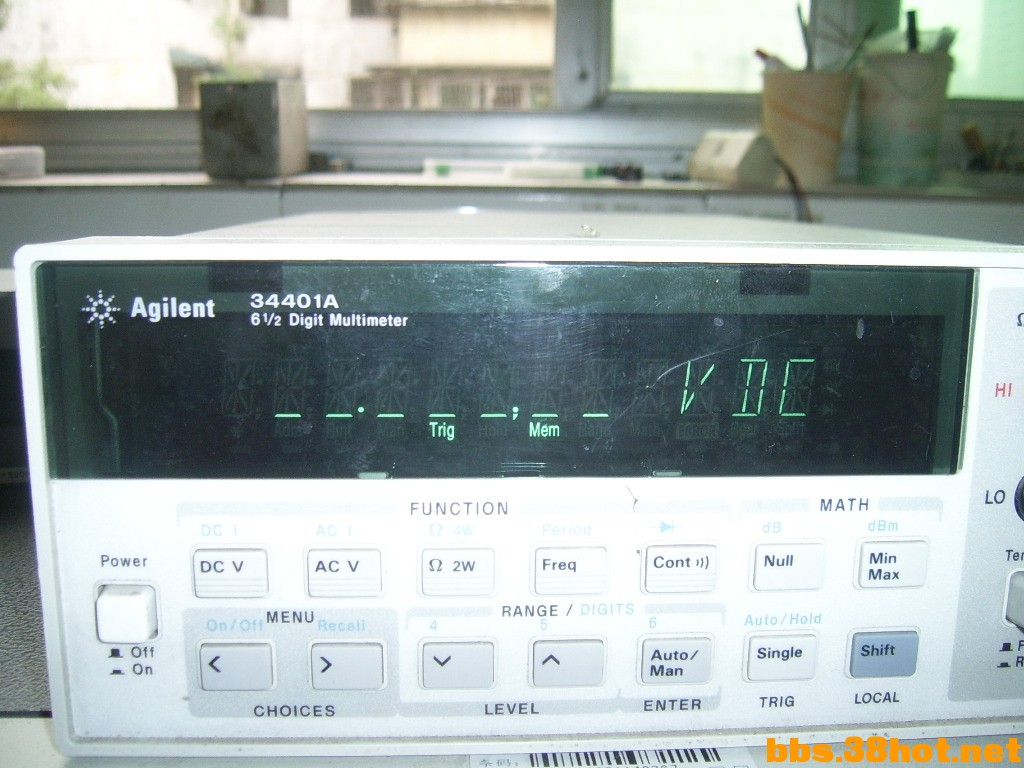 Agilent 34401A
6½ Digit Multimeter
V DC
Trig Mem
HI
LO
FUNCTION MATH
DC I AC I Ω 4W Period dB dBm
Power DC V AC V Ω 2W Freq Cont Null Min Max
MENU RANGE / DIGITS
On/Off Recall 4 5 6 Auto/Hold
< > Auto/Man Single Shift
Off
On
CHOICES LEVEL ENTER TRIG LOCAL
bbs.38hot.net